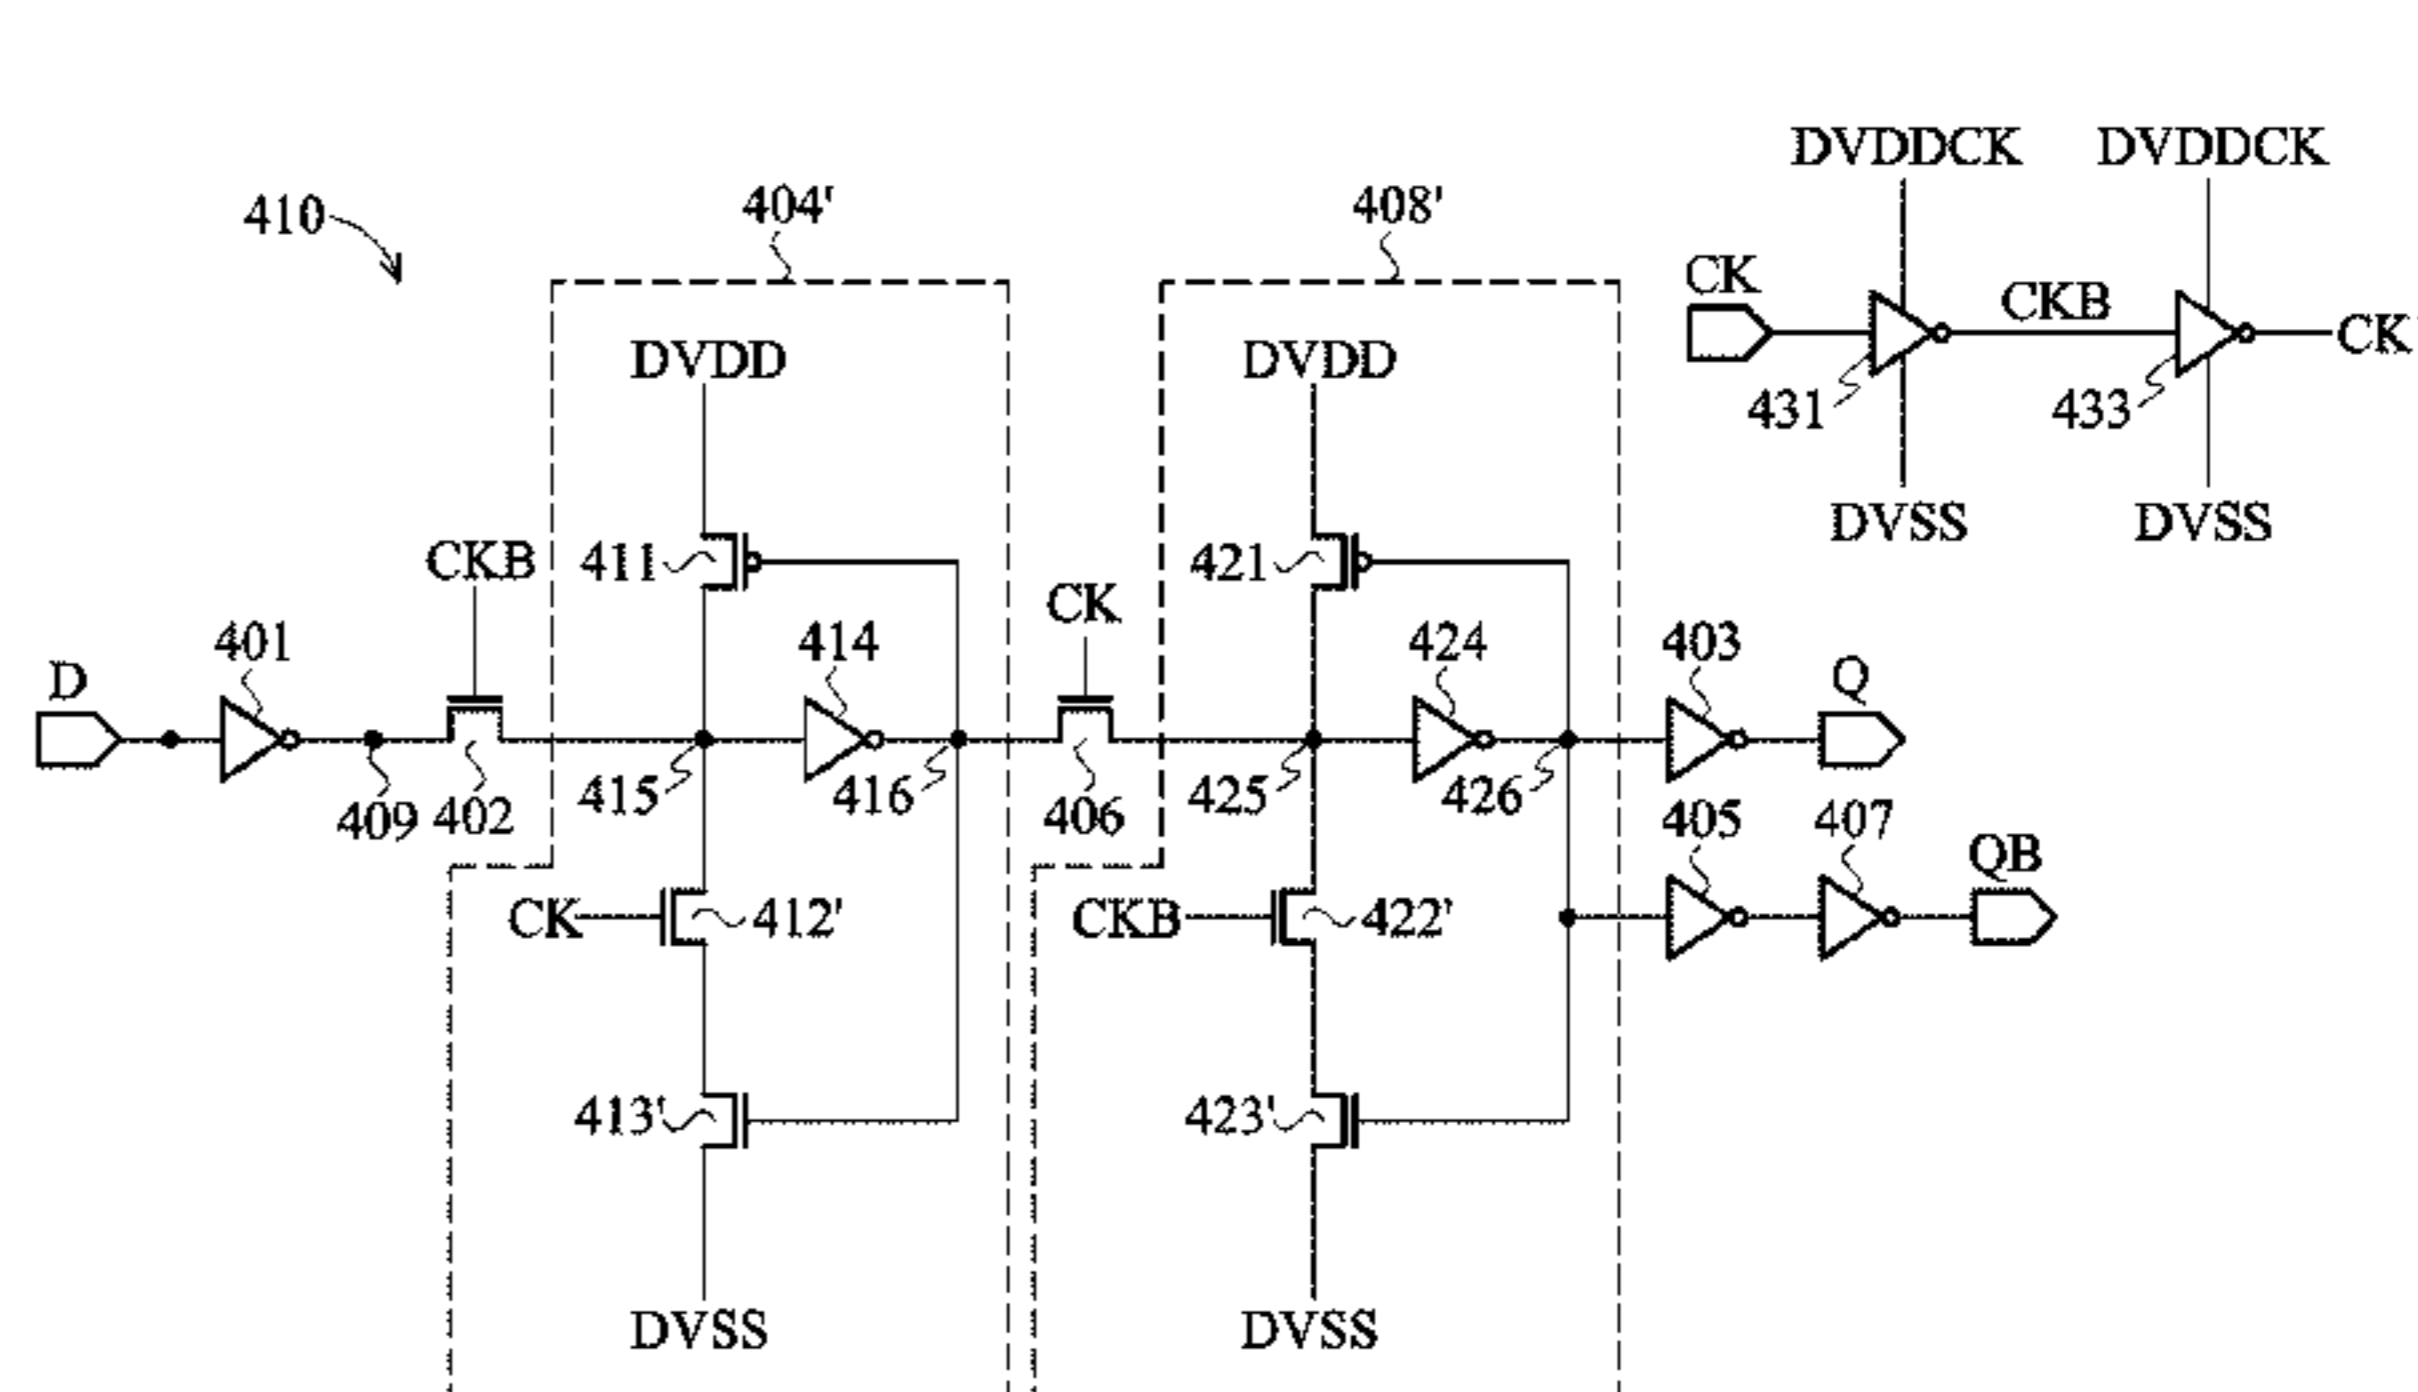 DVDDCK DVDDCK
410 404' 408'
CK CKB CK'
DVDD DVDD
431 433
DVSS DVSS
CKB 411 421
CK
D 401 414 424 403 Q
409 402 415 416 406 425 426 405 407
QB
CK 412' CKB 422'
413' 423'
DVSS DVSS